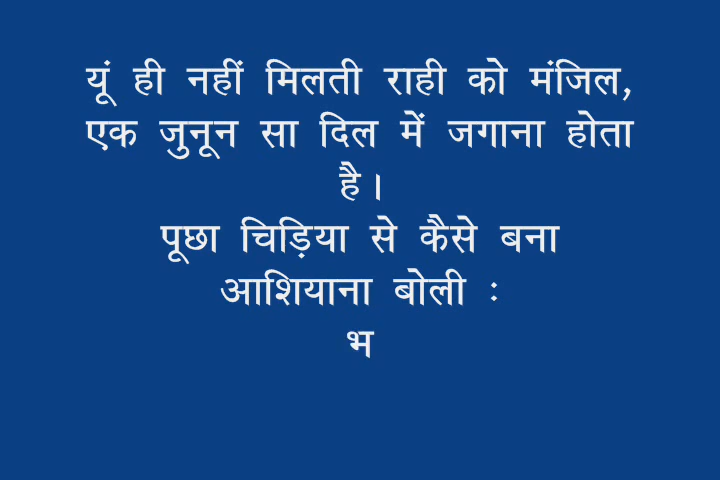 यूं ही नहीं मिलती राही को मंजिल,
एक जुनून सा दिल में जगाना होता
है।
पूछा चिड़िया से कैसे बना
आशियाना बोली :
भ